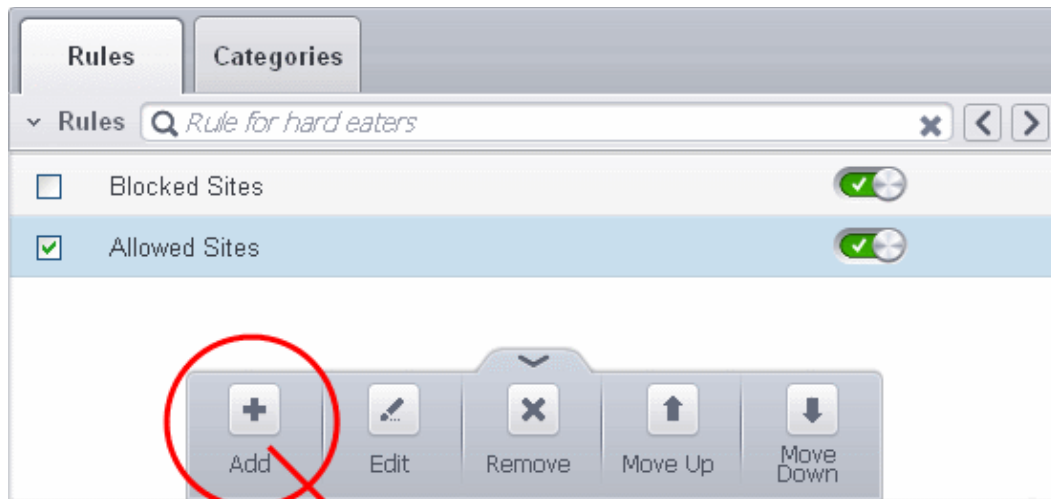 Rules Categories
Rules Rule for hard eaters
Blocked Sites
Allowed Sites
Add Edit Remove Move Up Move
Down